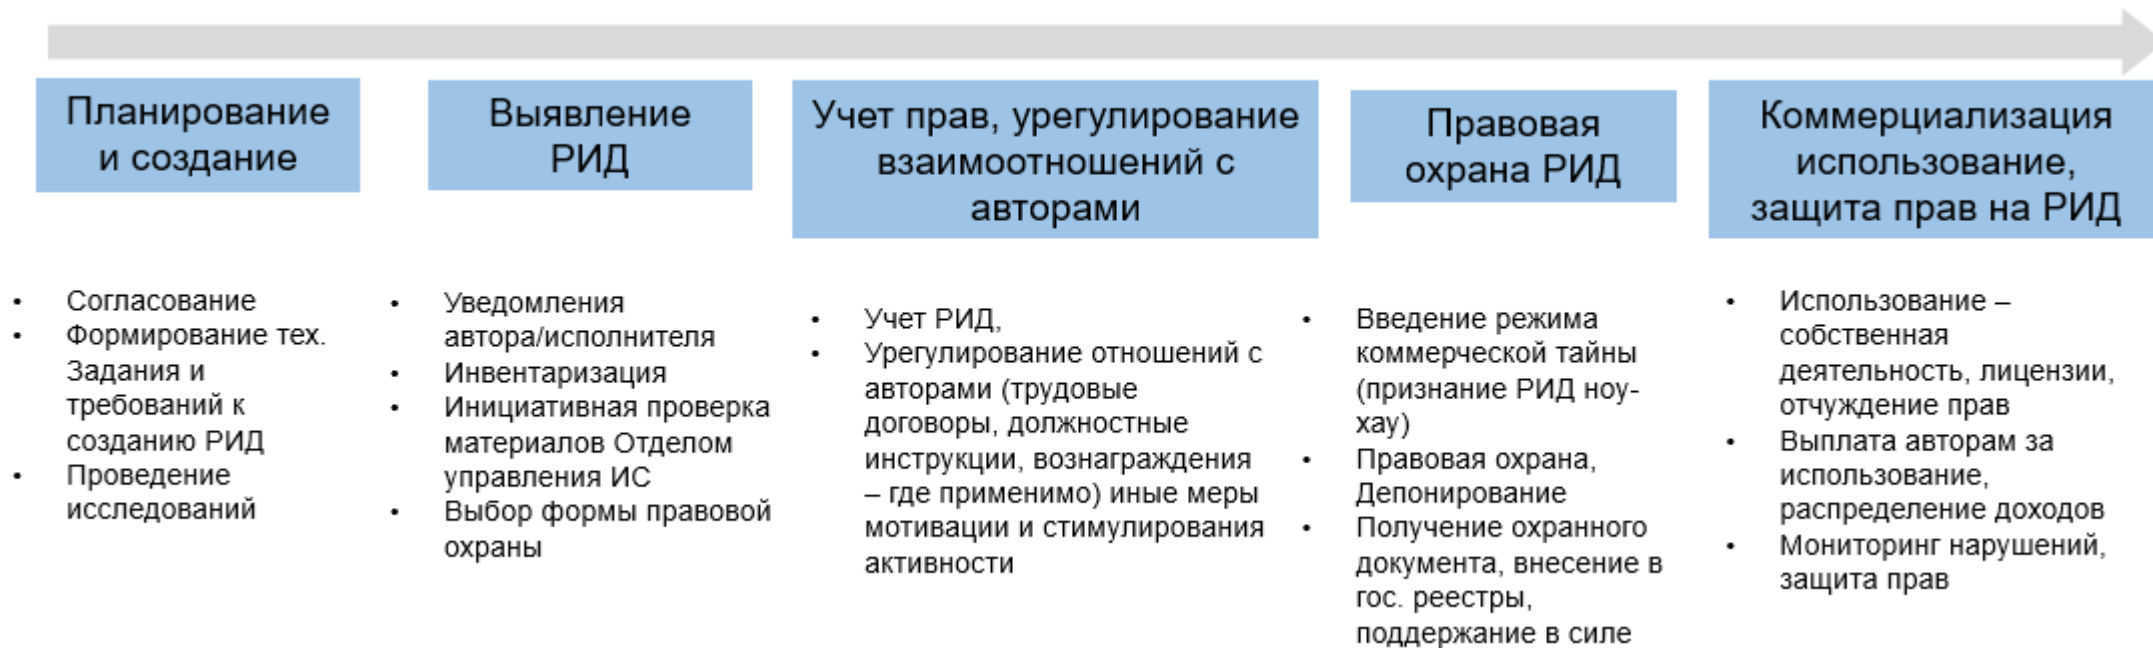 Планирование
и создание
Выявление
РИД
Учет прав, урегулирование
взаимоотношений с
авторами
Правовая
охрана РИД
Коммерциализация
использование,
защита прав на РИД
• Согласование
• Формирование тех.
Задания и
требований к
созданию РИД
• Проведение
исследований
• Уведомления
автора/исполнителя
• Инвентаризация
• Инициативная проверка
материалов Отделом
управления ИС
• Выбор формы правовой
охраны
• Учет РИД,
• Урегулирование отношений с
авторами (трудовые
договоры, должностные
инструкции, вознаграждения
– где применимо) иные меры
мотивации и стимулирования
активности
• Введение режима
коммерческой тайны
(признание РИД ноу-
хау)
• Правовая охрана,
Депонирование
• Получение охранного
документа, внесение в
гос. реестры,
поддержание в силе
• Использование –
собственная
деятельность, лицензии,
отчуждение прав
• Выплата авторам за
использование,
распределение доходов
• Мониторинг нарушений,
защита прав